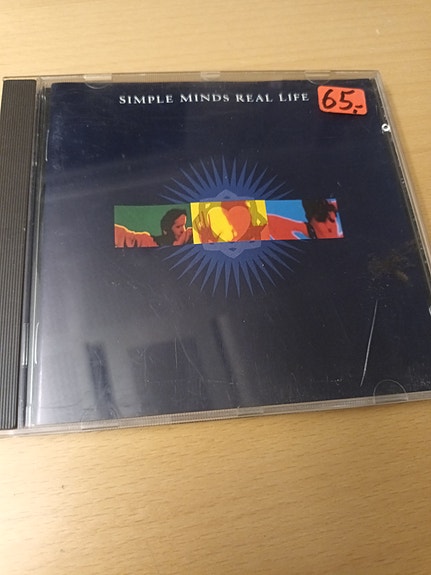 SIMPLE MINDS REAL LIFE
65.-